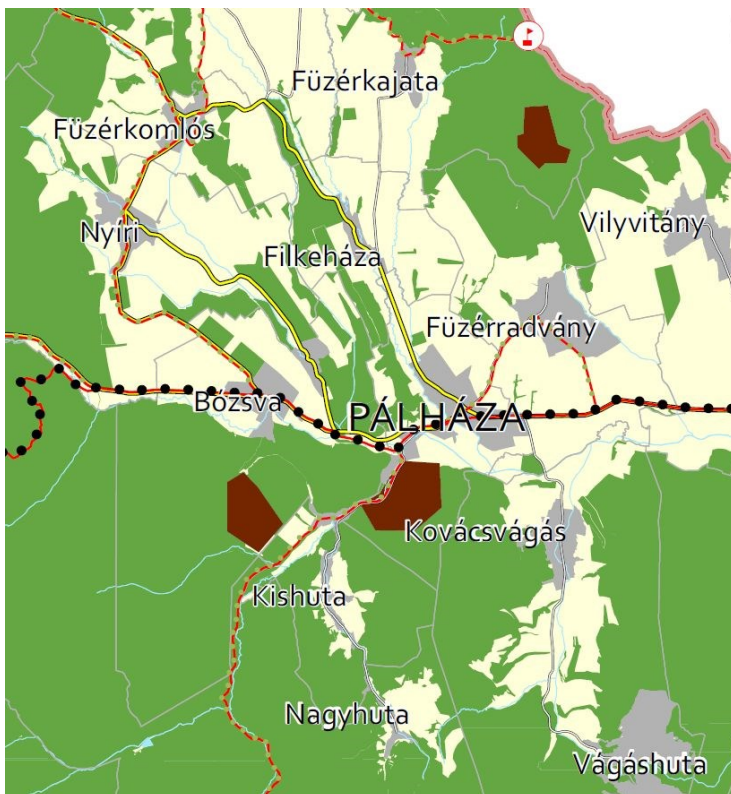 Füzérkajata
Füzérkomlós
Vilyvitány
Nyíri
Filkeháza
Füzérradvány
Bózsva
PÁLHÁZA
Kovácsvágás
Kishuta
Nagyhuta
Vágáshuta